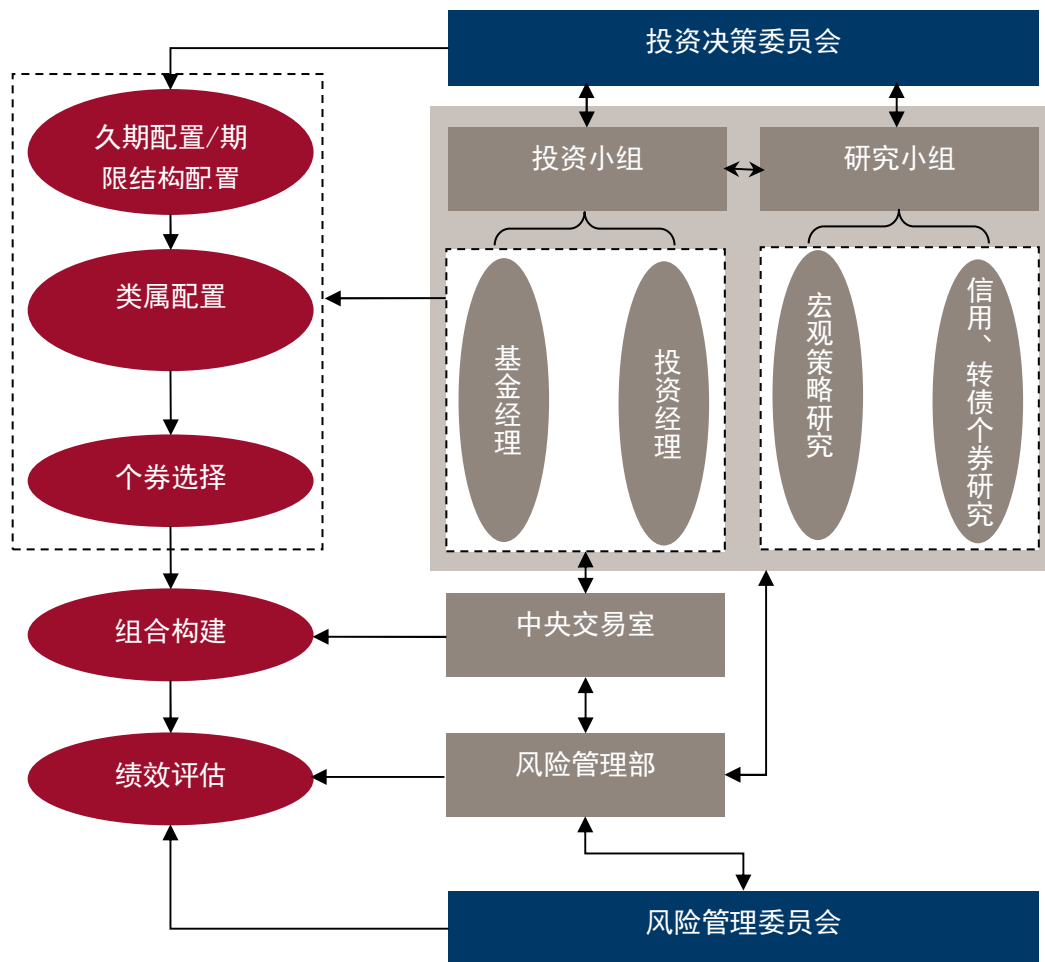 投资决策委员会
久期配置/期
限结构配置
投资小组
研究小组
类属配置
基金经理
投资经理
宏观策略研究
信用、转债个券研究
个券选择
组合构建
中央交易室
绩效评估
风险管理部
风险管理委员会